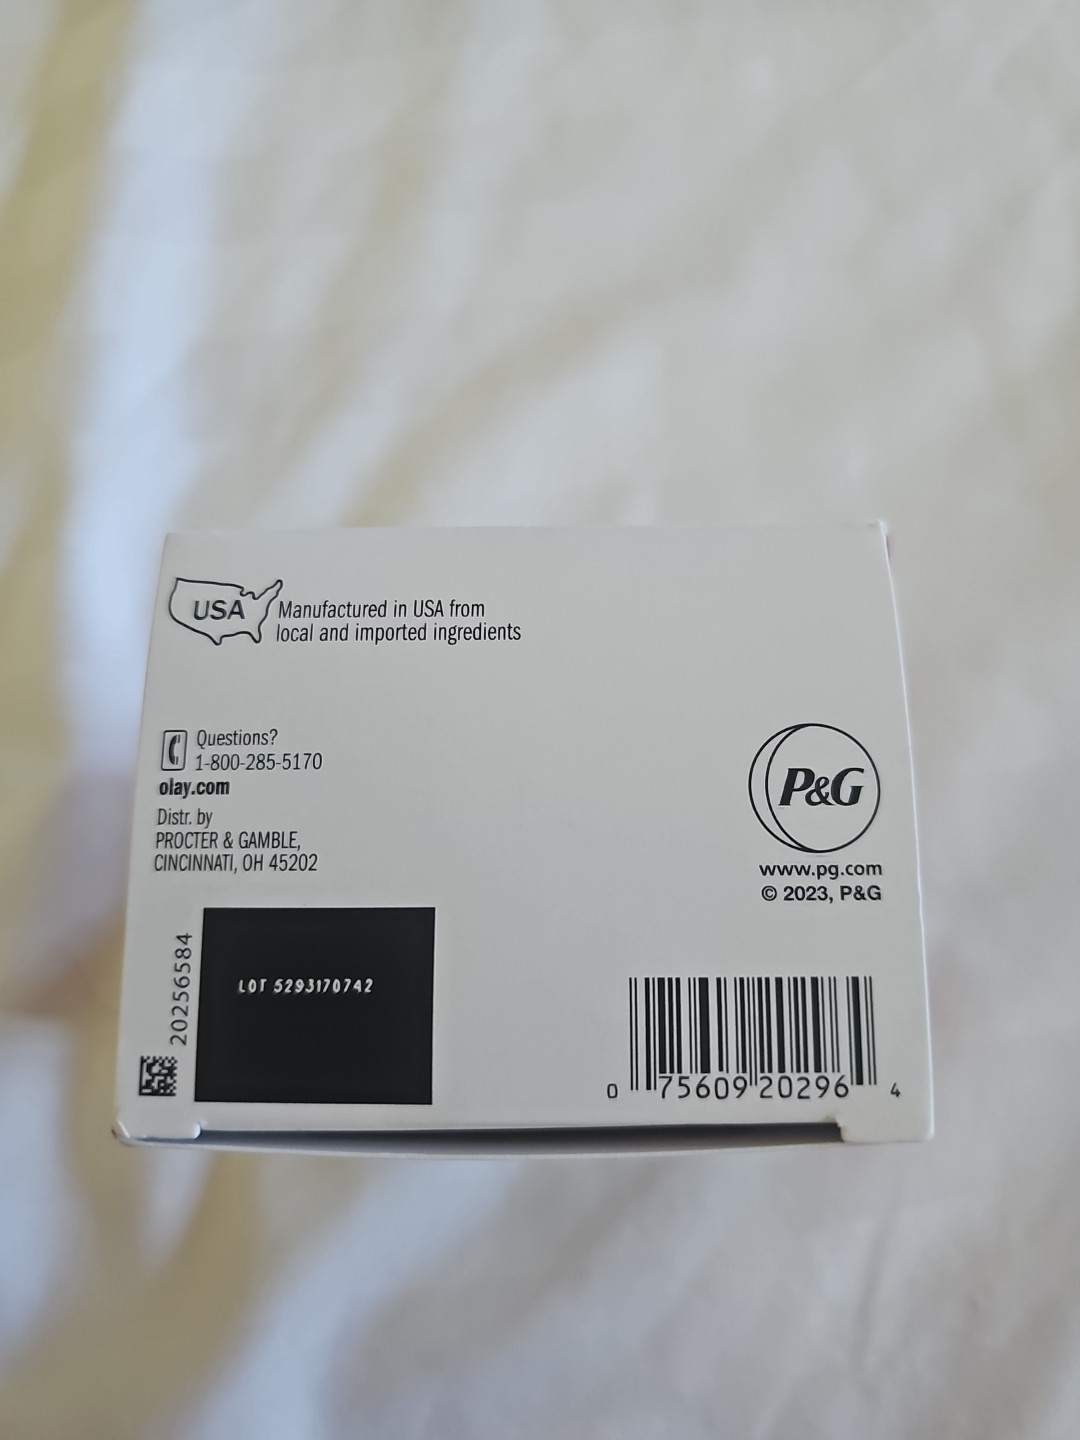 USA
Manufactured in USA from
local and imported ingredients
Questions?
1-800-285-5170
olay.com
Distr. by
PROCTER & GAMBLE,
CINCINNATI, OH 45202
P&G
www.pg.com
© 2023, P&G
20256584
LOT 5293170742
0 75609 20296 4